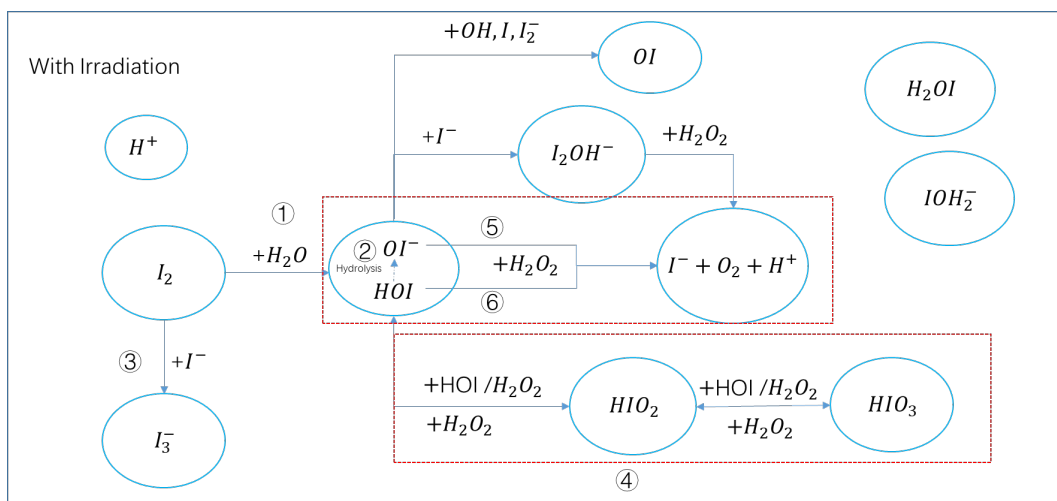 With Irradiation
+OH, I, I₂⁻
OI
H₂OI
H⁺
+I⁻
I₂OH⁻
+H₂O₂
IOH₂⁻
①
+H₂O
I₂
② OI⁻
Hydrolysis
HOI
⑤
+H₂O₂
⑥
I⁻ + O₂ + H⁺
③
+I⁻
I₃⁻
+HOI /H₂O₂
+H₂O₂
HIO₂
+HOI /H₂O₂
+H₂O₂
HIO₃
④